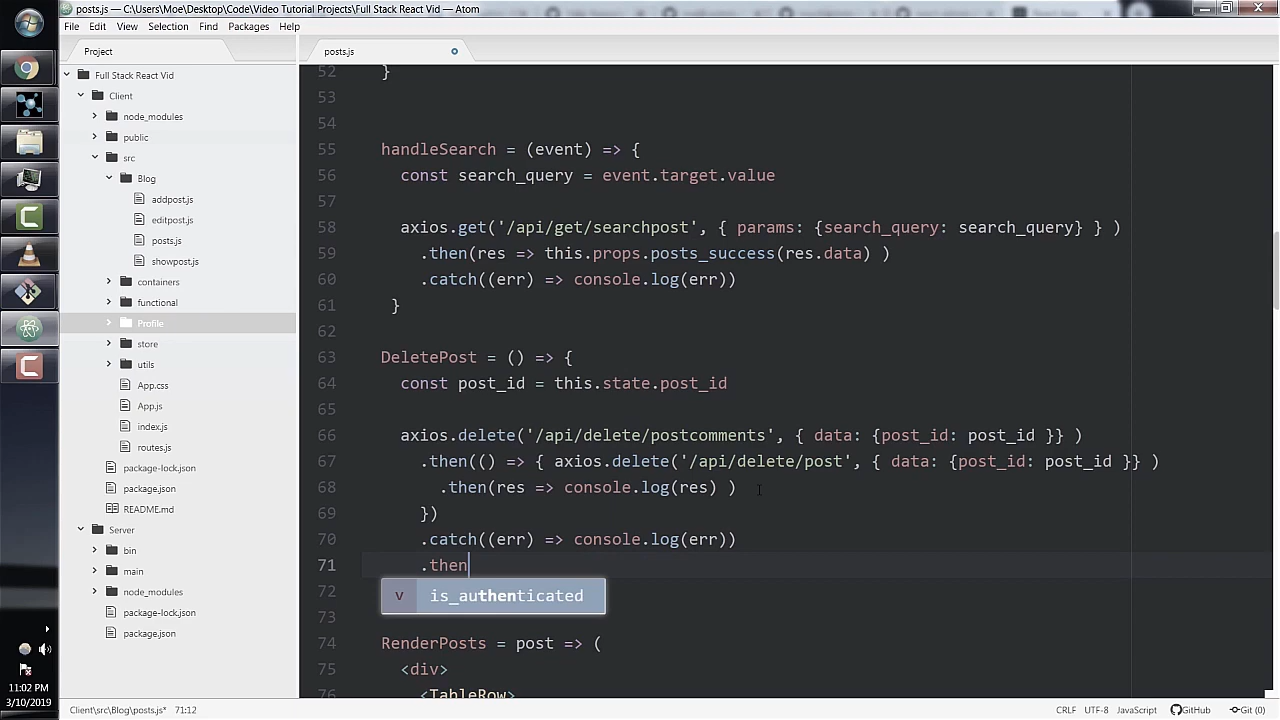 posts.js — C:\Users\Moe\Desktop\Code\Video Tutorial Projects\Full Stack React Vid — Atom
File Edit View Selection Find Packages Help
Project
posts.js
Full Stack React Vid
Client
node_modules
public
src
Blog
addpost.js
editpost.js
posts.js
showpost.js
containers
functional
Profile
store
utils
App.css
App.js
index.js
routes.js
package-lock.json
package.json
README.md
Server
bin
main
node_modules
package-lock.json
package.json
52 }
53
54
55 handleSearch = (event) => {
56 const search_query = event.target.value
57
58 axios.get('/api/get/searchpost', { params: {search_query: search_query} } )
59 .then(res => this.props.posts_success(res.data) )
60 .catch((err) => console.log(err))
61 }
62
63 DeletePost = () => {
64 const post_id = this.state.post_id
65
66 axios.delete('/api/delete/postcomments', { data: {post_id: post_id }} )
67 .then(() => { axios.delete('/api/delete/post', { data: {post_id: post_id }} )
68 .then(res => console.log(res) )
69 })
70 .catch((err) => console.log(err))
71 .then
72
v is_authenticated
73
74 RenderPosts = post => (
75 <div>
76 <TableRow>
11:02 PM
3/10/2019
Client\src\Blog\posts.js* 71:12 CRLF UTF-8 JavaScript GitHub Git (0)